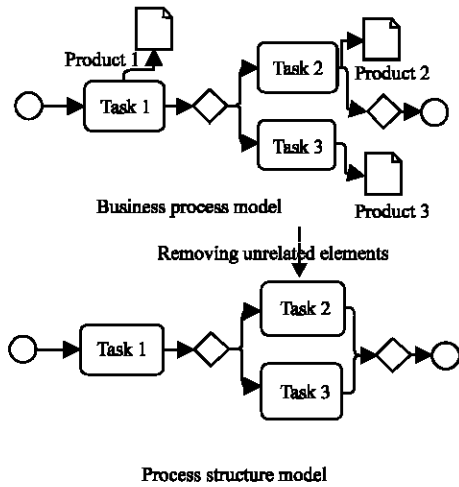 Product 1
Task 2
Product 2
Task 1
Task 3
Product 3
Business process model
Removing unrelated elements
Task 2
Task 1
Task 3
Process structure model